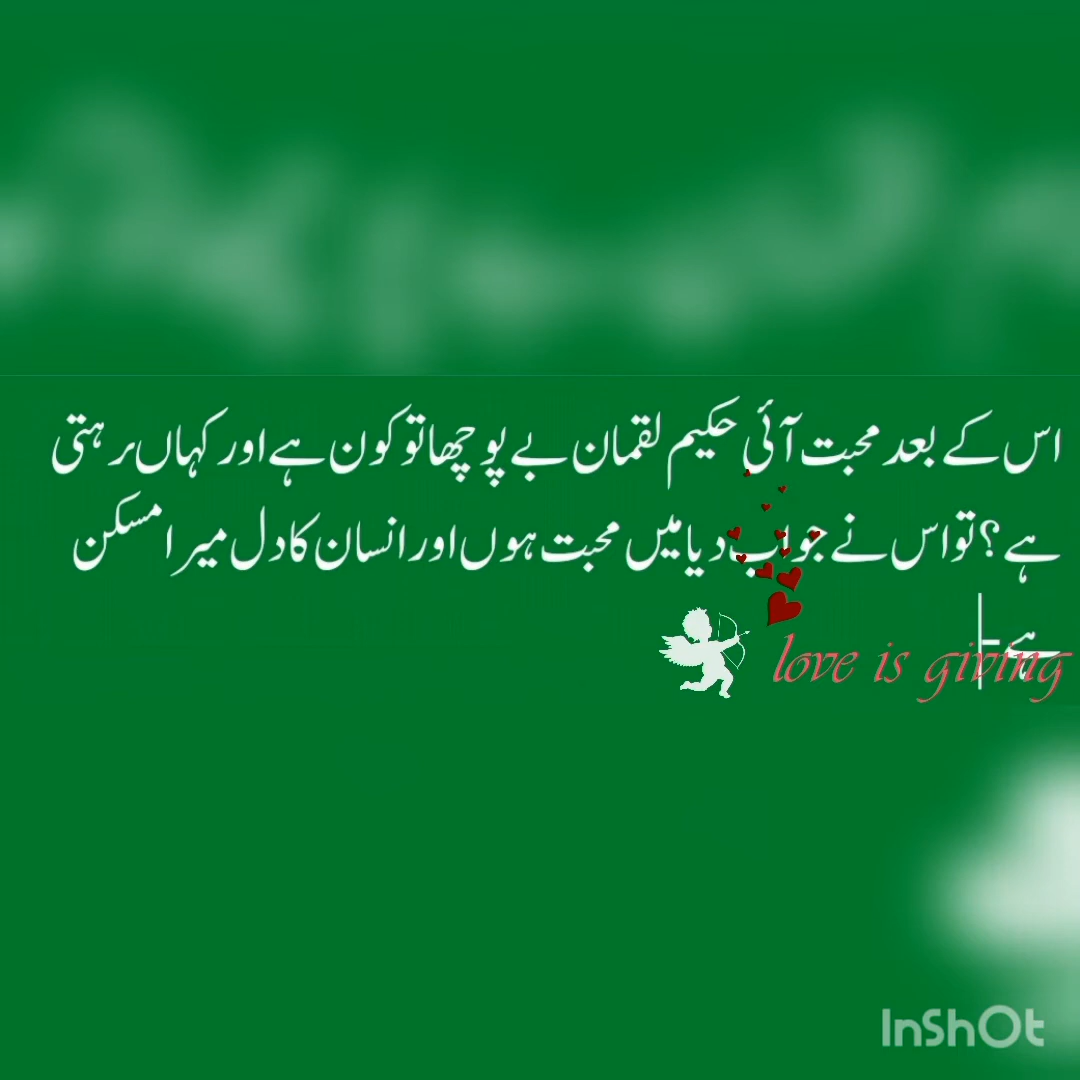 اس کے بعد محبت آئی حکیم لقمان بے پوچھا تو کون ہے اور کہاں رہتی
ہے؟ تو اس نے جواب دیا میں محبت ہوں اور انسان کا دل میرا مسکن
ہے-
love is giving
InShOt